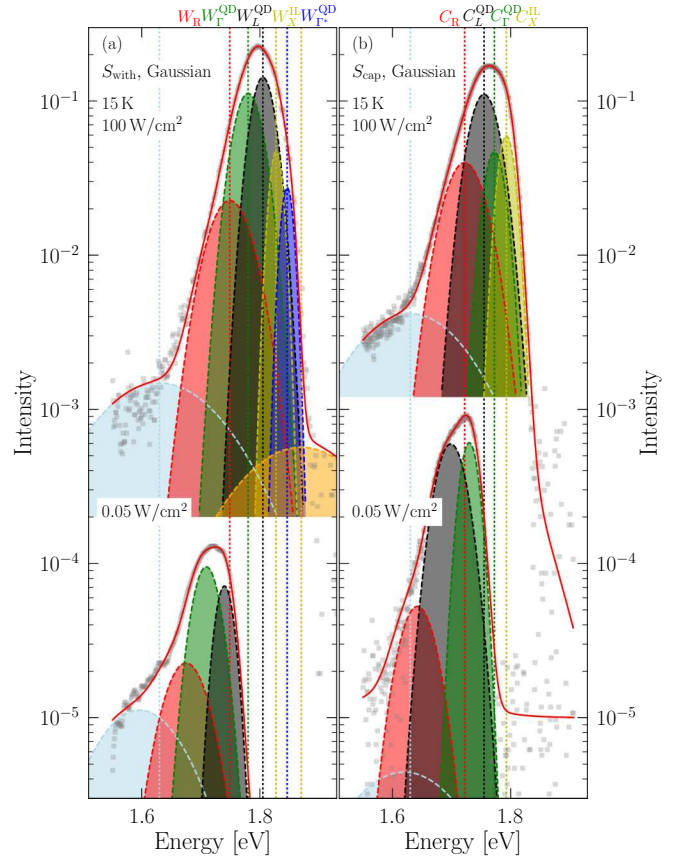 W_R W_Γ^QD W_L^QD W_X^IL W_Γ*^QD C_R C_L^QD C_Γ^QD C_X^IL
(a) (b)
S_with, Gaussian S_cap, Gaussian
15 K 15 K
100 W/cm² 100 W/cm²
10⁻¹ 10⁻¹
10⁻² 10⁻²
Intensity Intensity
10⁻³ 10⁻³
0.05 W/cm² 0.05 W/cm²
10⁻⁴ 10⁻⁴
10⁻⁵ 10⁻⁵
1.6 1.8 1.6 1.8
Energy [eV] Energy [eV]